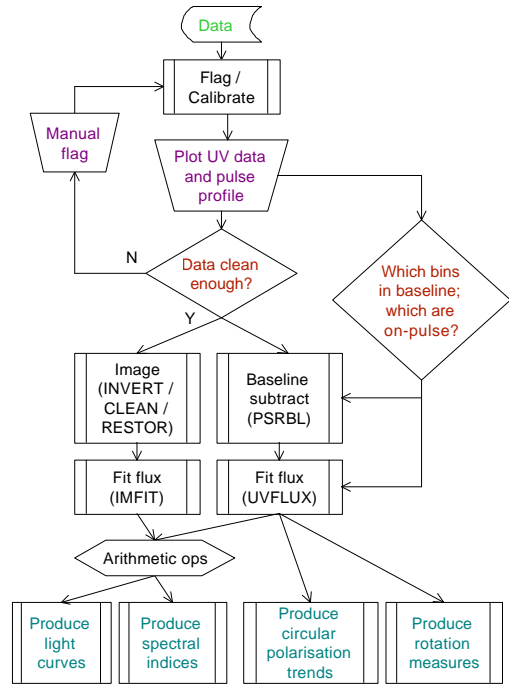 Data
Flag /
Calibrate
Manual
flag
Plot UV data
and pulse
profile
N
Data clean
enough?
Which bins
in baseline;
which are
on-pulse?
Y
Image
(INVERT /
CLEAN /
RESTOR)
Baseline
subtract
(PSRBL)
Fit flux
(IMFIT)
Fit flux
(UVFLUX)
Arithmetic ops
Produce
light
curves
Produce
spectral
indices
Produce
circular
polarisation
trends
Produce
rotation
measures